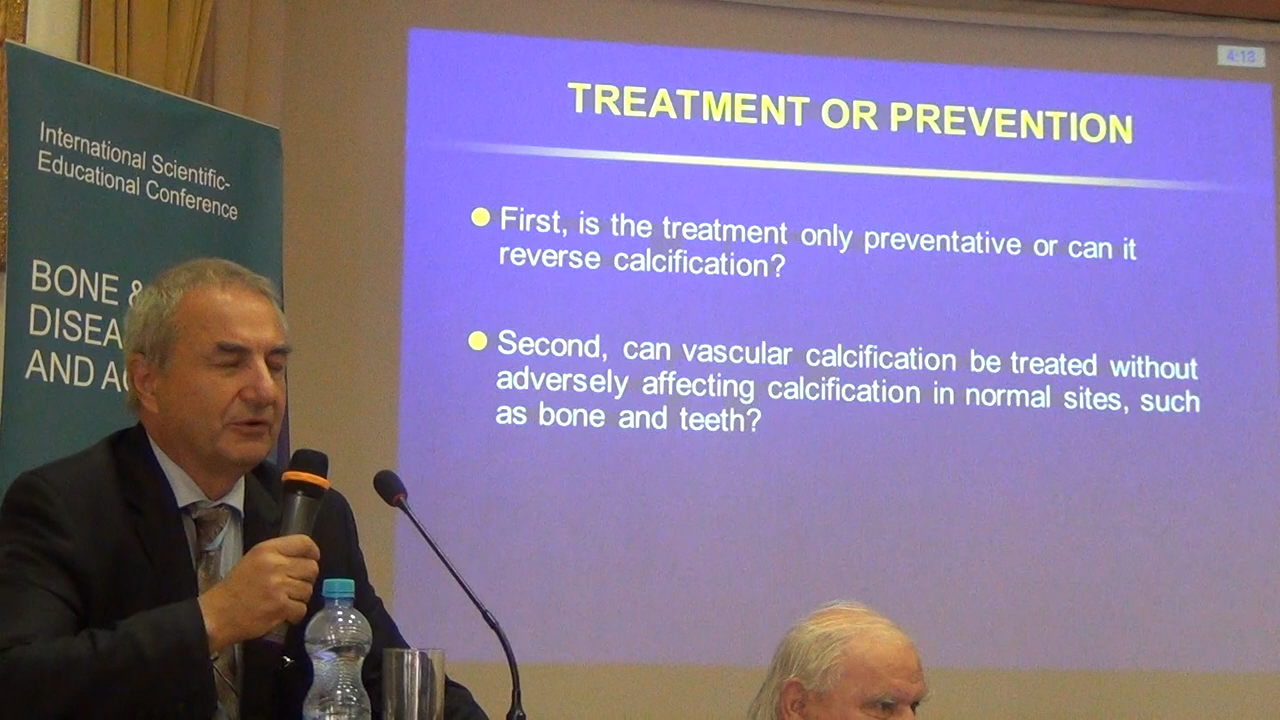 International Scientific-
Educational Conference
BONE &
DISEA
AND
4:13
TREATMENT OR PREVENTION
First, is the treatment only preventative or can it
reverse calcification?
Second, can vascular calcification be treated without
adversely affecting calcification in normal sites, such
as bone and teeth?